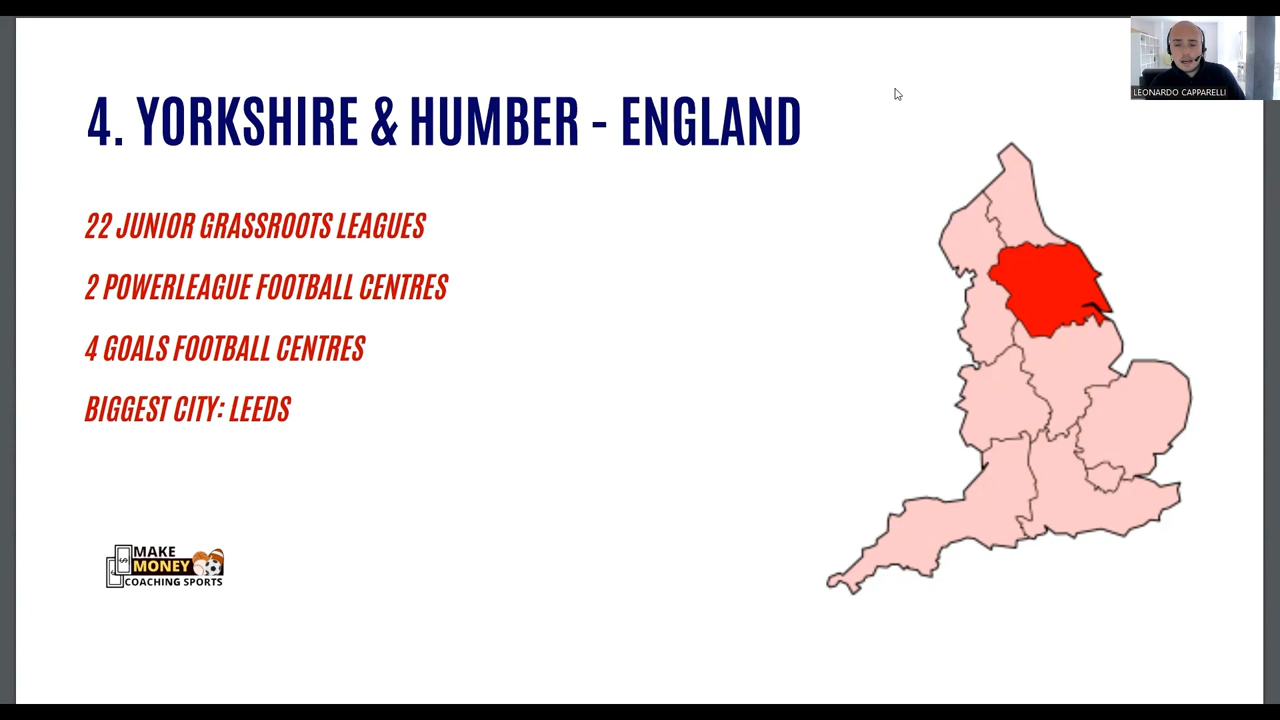 LEONARDO CAPPARELLI
4. YORKSHIRE & HUMBER - ENGLAND
22 JUNIOR GRASSROOTS LEAGUES
2 POWERLEAGUE FOOTBALL CENTRES
4 GOALS FOOTBALL CENTRES
BIGGEST CITY: LEEDS
MAKE
MONEY
COACHING SPORTS